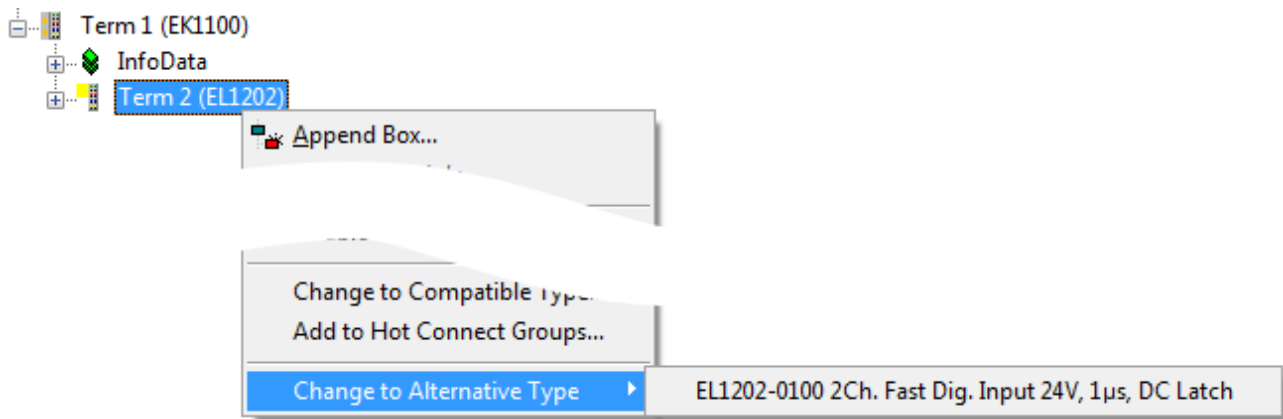 Term 1 (EK1100)
InfoData
Term 2 (EL1202)
Append Box...
Change to Compatible Type...
Add to Hot Connect Groups...
Change to Alternative Type
EL1202-0100 2Ch. Fast Dig. Input 24V, 1µs, DC Latch